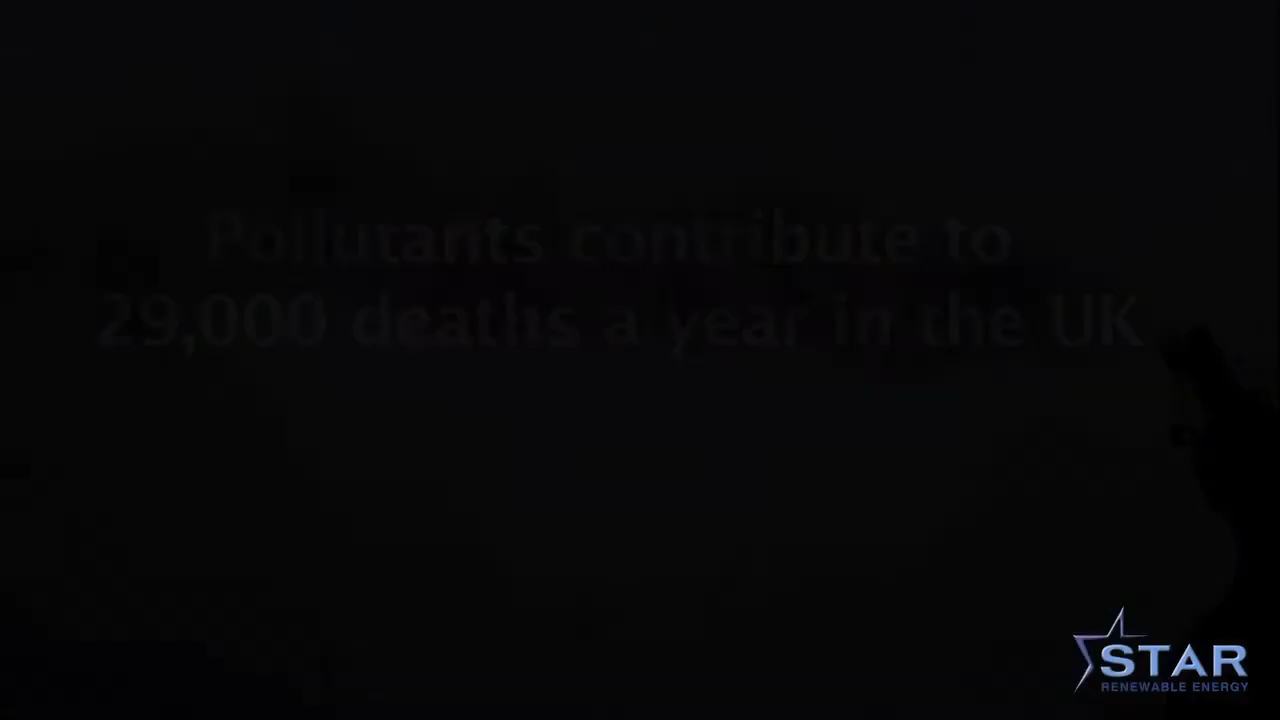 Pollutants contribute to
29,000 deaths a year in the UK
STAR
RENEWABLE ENERGY